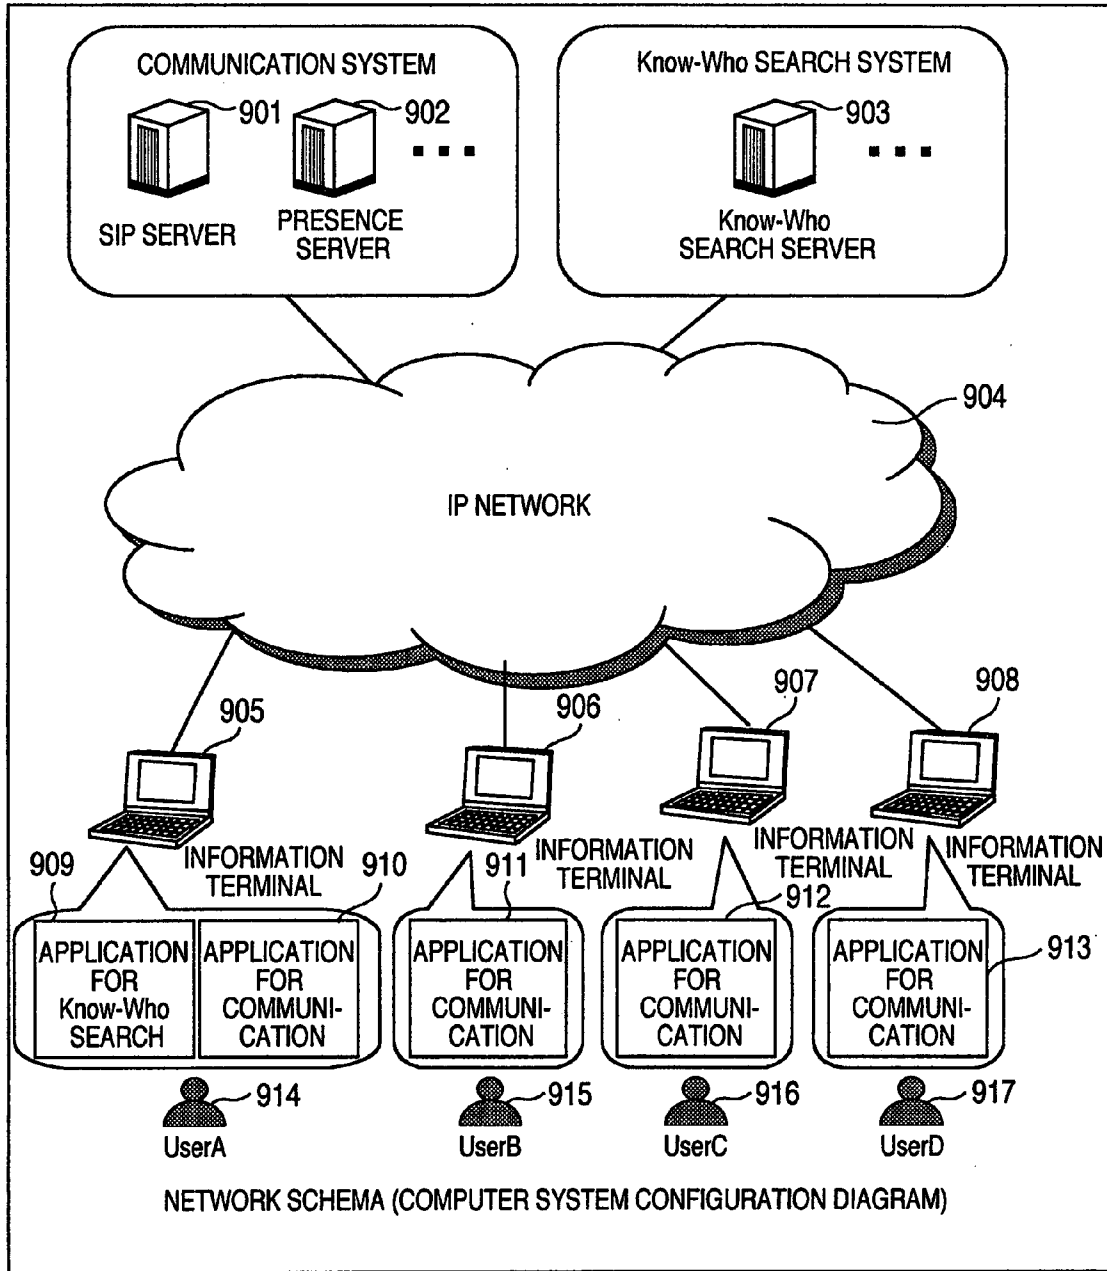 COMMUNICATION SYSTEM
901
902
SIP SERVER
PRESENCE
SERVER
Know-Who SEARCH SYSTEM
903
Know-Who
SEARCH SERVER
904
IP NETWORK
905
906
907
908
INFORMATION
TERMINAL
INFORMATION
TERMINAL
INFORMATION
TERMINAL
INFORMATION
TERMINAL
909
910
911
912
913
APPLICATION
FOR
Know-Who
SEARCH
APPLICATION
FOR
COMMUNI-
CATION
APPLICATION
FOR
COMMUNI-
CATION
APPLICATION
FOR
COMMUNI-
CATION
APPLICATION
FOR
COMMUNI-
CATION
914
915
916
917
UserA
UserB
UserC
UserD
NETWORK SCHEMA (COMPUTER SYSTEM CONFIGURATION DIAGRAM)